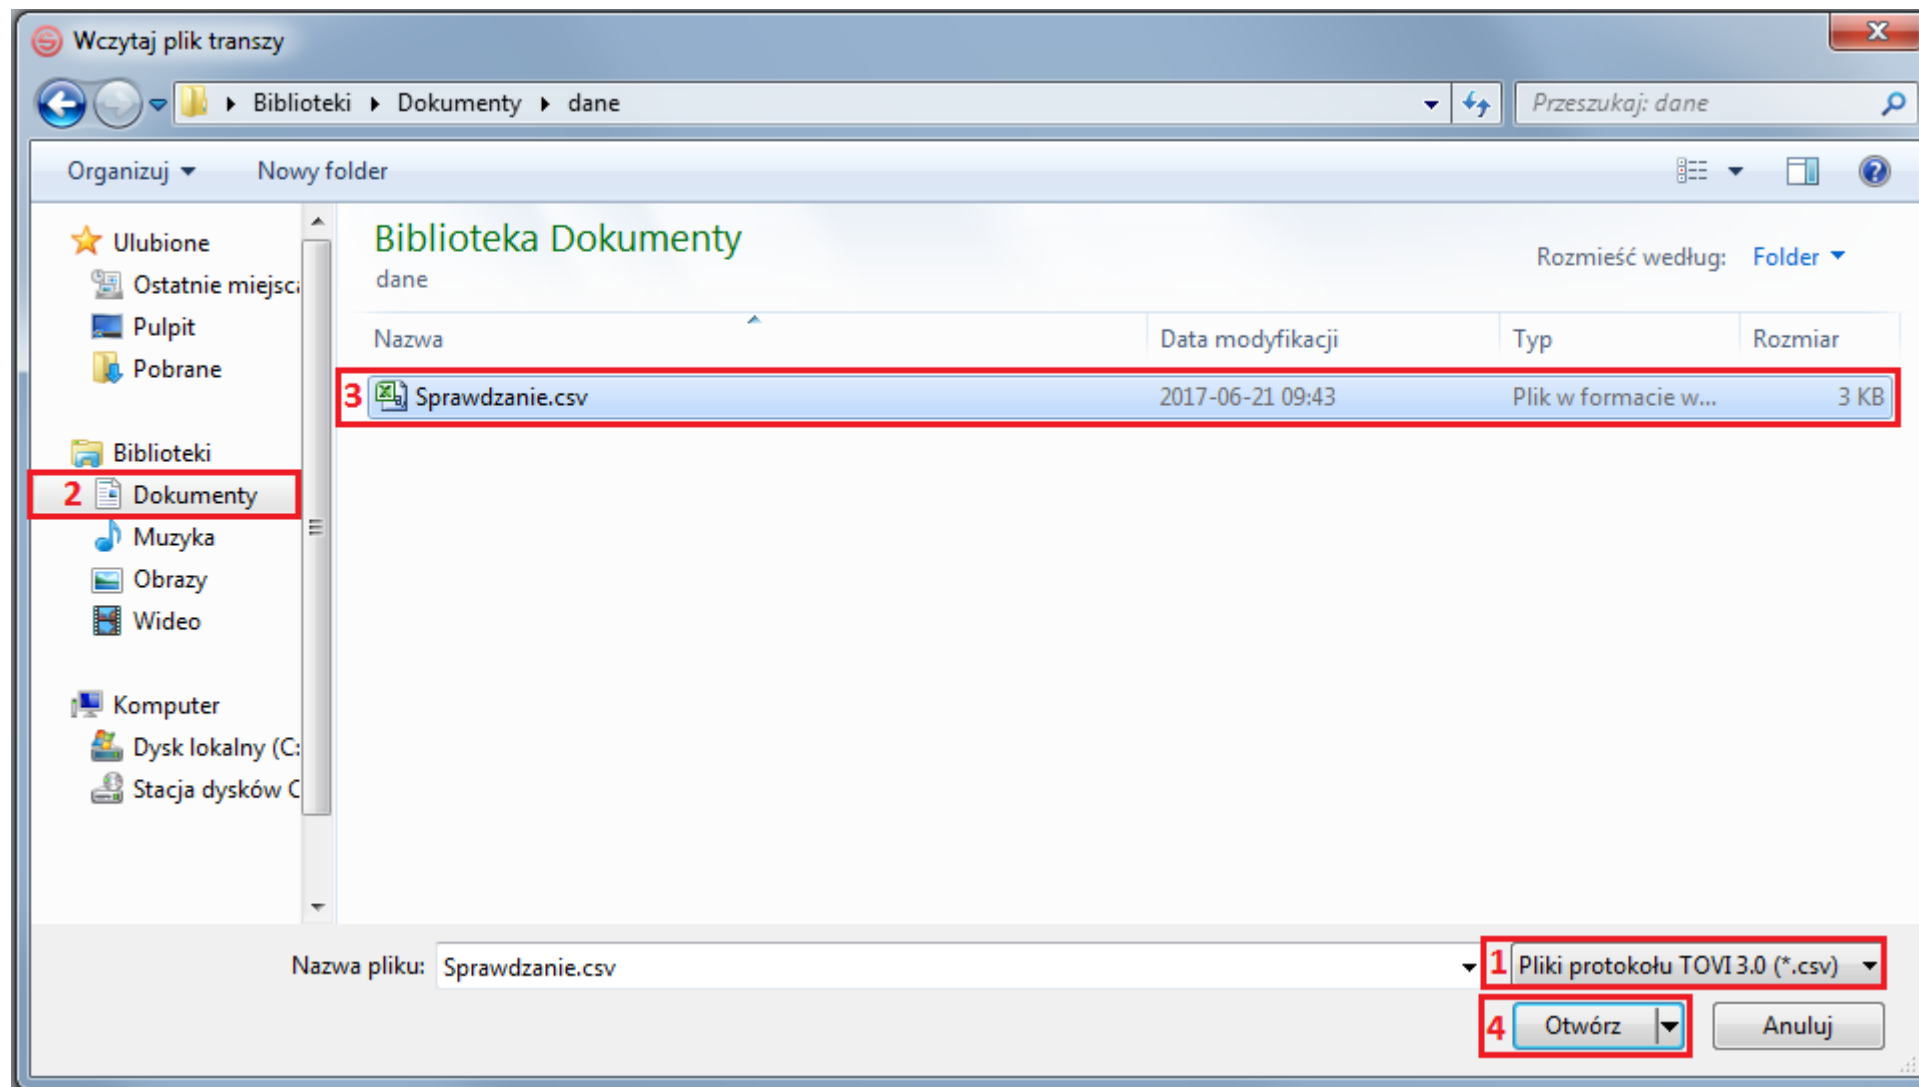 Wczytaj plik transzy
Biblioteki Dokumenty dane
Przeszukaj: dane
Organizuj Nowy folder
Ulubione
Ostatnie miejsca
Pulpit
Pobrane
Biblioteki
2 Dokumenty
Muzyka
Obrazy
Wideo
Komputer
Dysk lokalny (C:
Stacja dysków C
Biblioteka Dokumenty
dane
Rozmieść według: Folder
Nazwa Data modyfikacji Typ Rozmiar
3 Sprawdzanie.csv 2017-06-21 09:43 Plik w formacie w... 3 KB
Nazwa pliku: Sprawdzanie.csv
1 Pliki protokołu TOVI 3.0 (*.csv)
4 Otwórz Anuluj